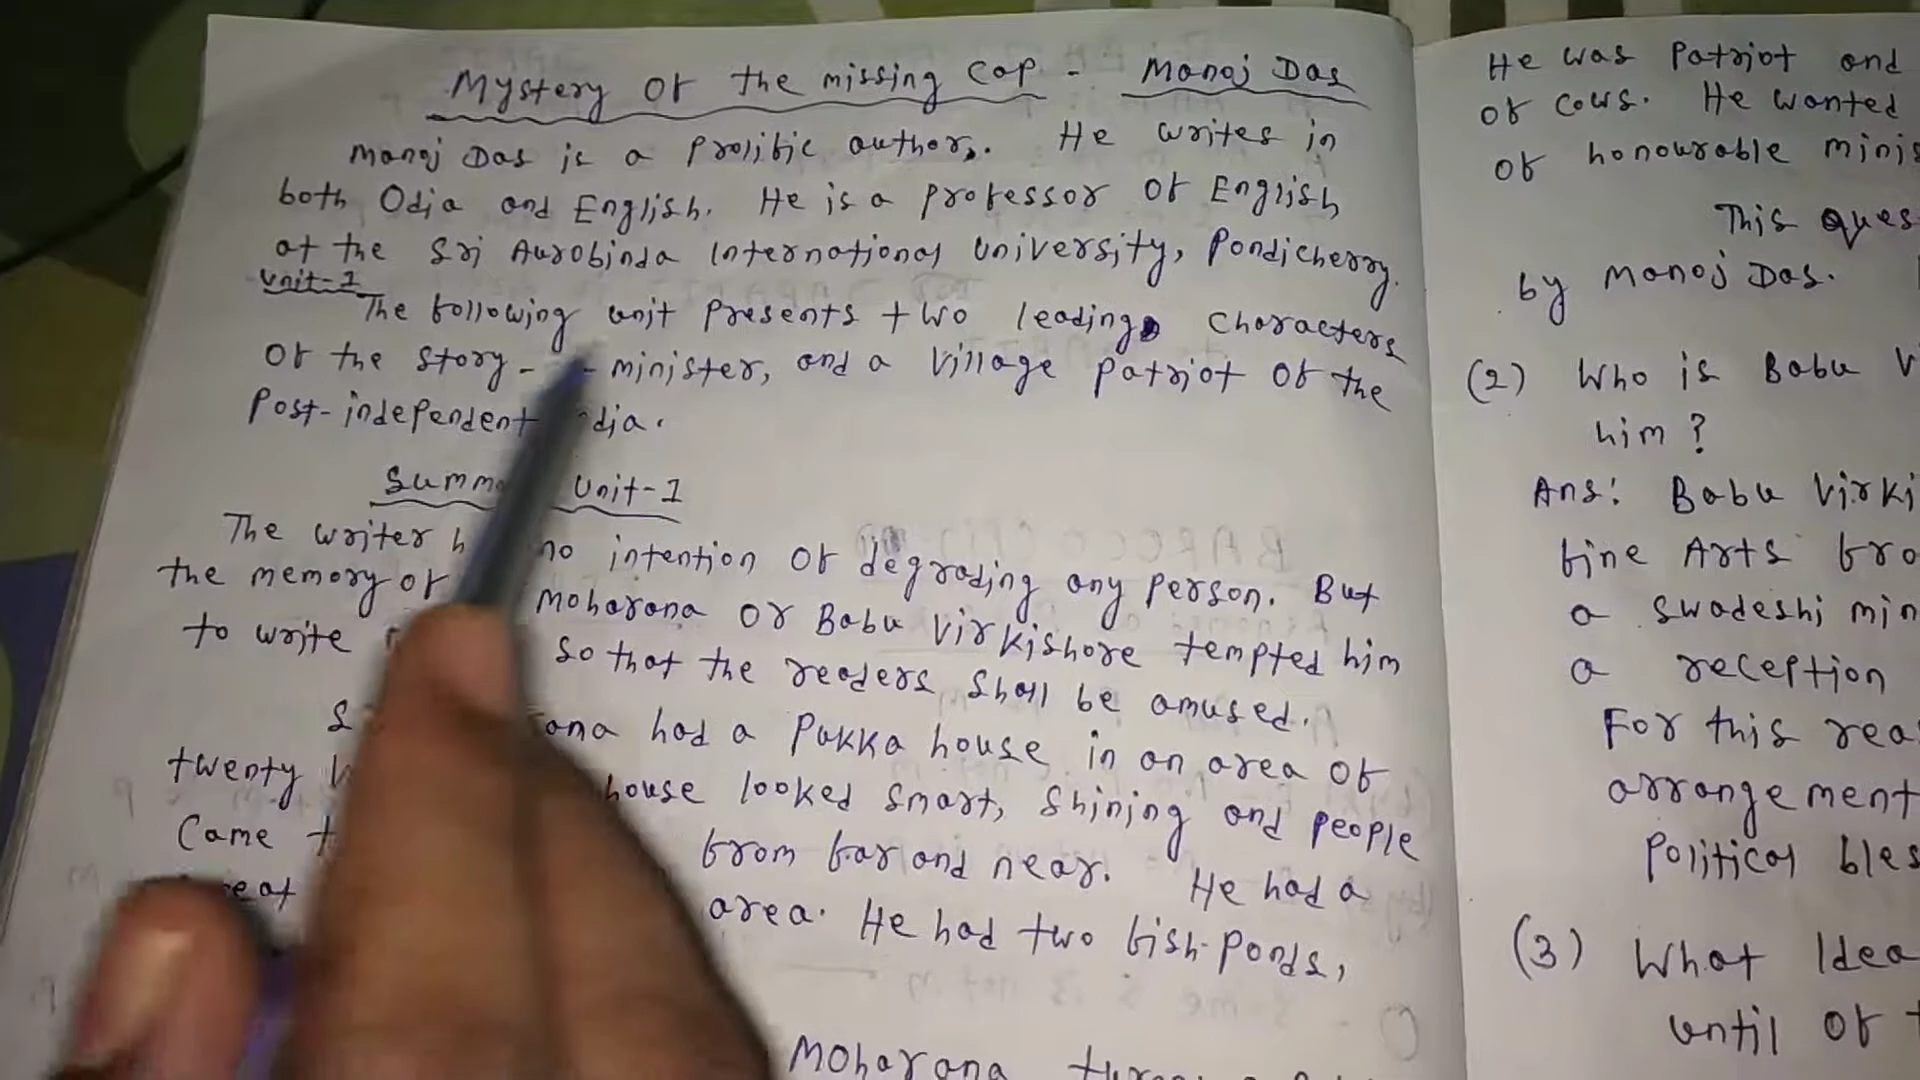 Mystery of the missing Cap - Manoj Das
Manoj Das is a prolific author. He writes in
both Odia and English. He is a professor of English
at the Sri Aurobinda International University, Pondicherry.
Unit-1
The following unit presents two leading characters
of the story - minister, and a village patriot of the
Post-independent
Summ Unit-1
The writer h no intention of degrading any person. But
the memory of Moharana or Babu Virkishore tempted him
to write so that the readers shall be amused.
had a Pukka house in an area of
twenty house looked smart, shining and people
Came from far and near. He had a
area. He had two fish-ponds,
Moharana
He was patriot and
of cows. He wanted
of honourable minis
This ques
by Manoj Das.
(2) Who is Babu V
him?
Ans: Babu Virki
fine Arts fro
a swadeshi min
a reception
For this rea
arrangement
political bles
(3) What Idea
until of t